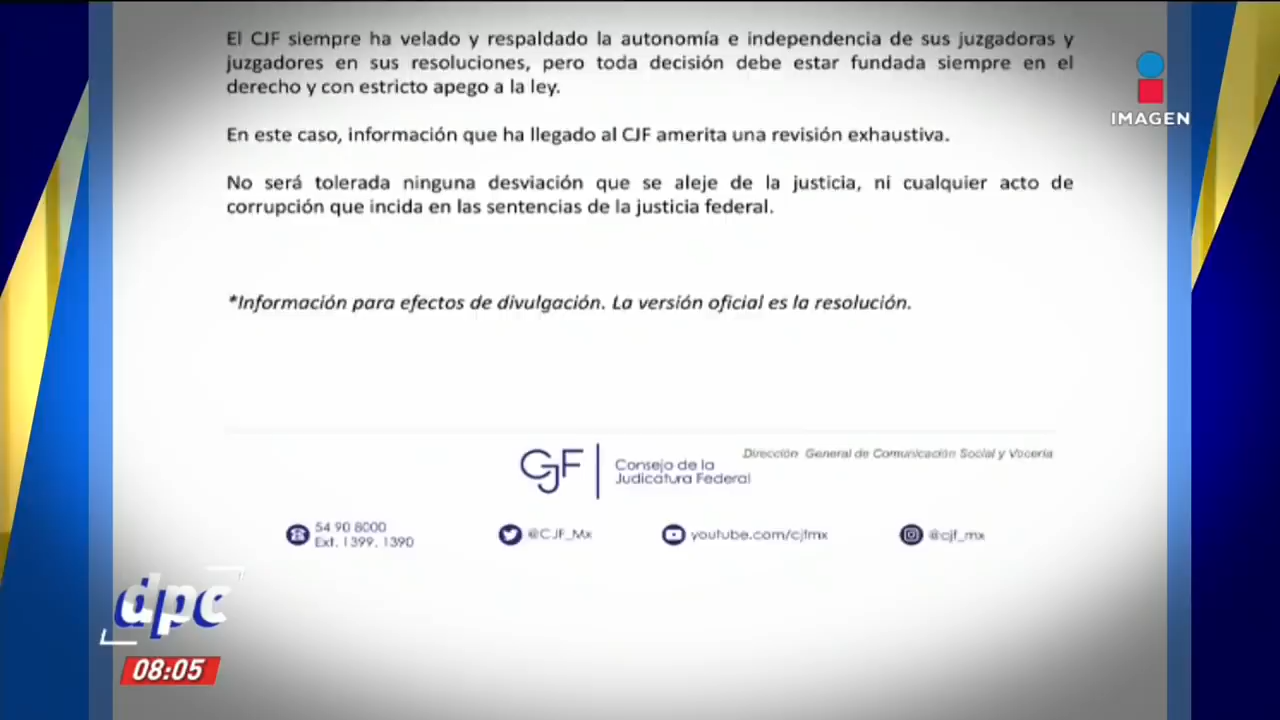 El CJF siempre ha velado y respaldado la autonomía e independencia de sus juzgadoras y
juzgadores en sus resoluciones, pero toda decisión debe estar fundada siempre en el
derecho y con estricto apego a la ley.
En este caso, información que ha llegado al CJF amerita una revisión exhaustiva.
No será tolerada ninguna desviación que se aleje de la justicia, ni cualquier acto de
corrupción que incida en las sentencias de la justicia federal.
*Información para efectos de divulgación. La versión oficial es la resolución.
IMAGEN
Dirección General de Comunicación Social y Vocería
CJF
Consejo de la
Judicatura Federal
54 90 8000
Ext. 1399, 1390
@CJF_Mx
youtube.com/cjfmx
@cjf_mx
dpc
08:05